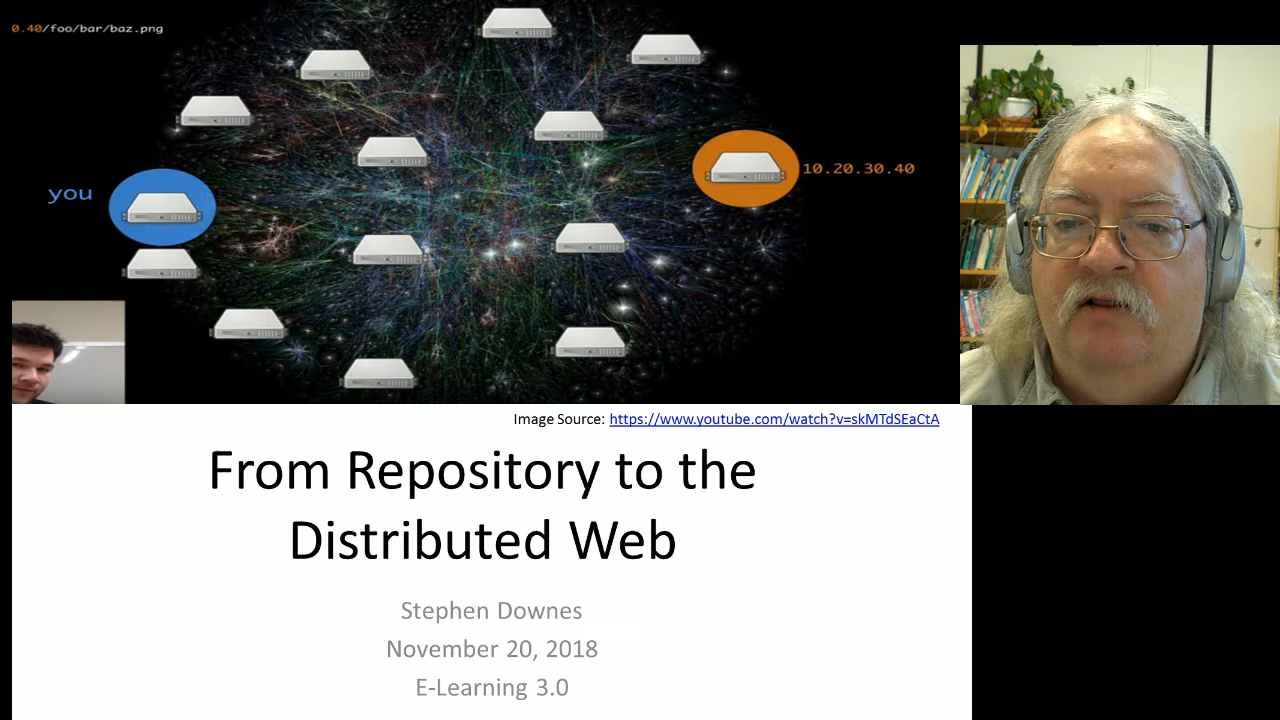 0.40/foo/bar/baz.png
you
10.20.30.40
Image Source: https://www.youtube.com/watch?v=skMTdSEaCtA
From Repository to the
Distributed Web
Stephen Downes
November 20, 2018
E-Learning 3.0